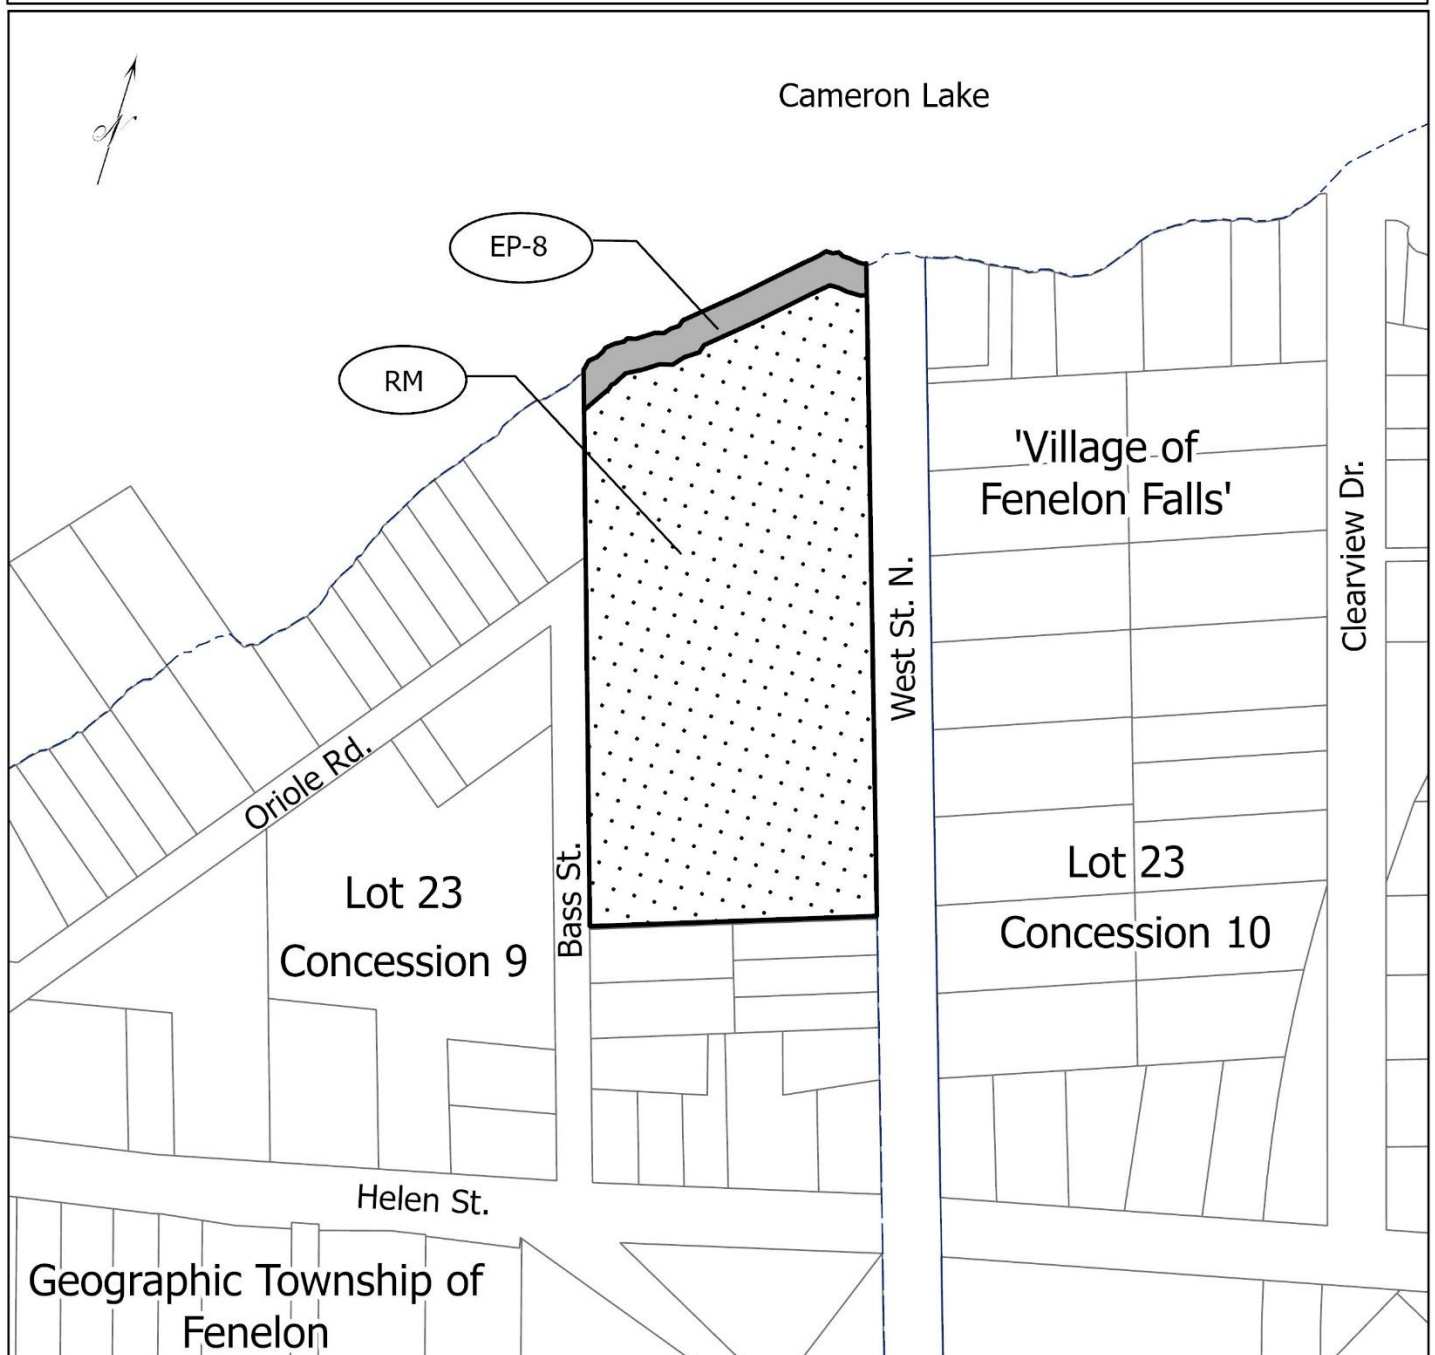 Cameron Lake
EP-8
RM
'Village of
Fenelon Falls'
West St. N.
Clearview Dr.
Oriole Rd.
Bass St.
Lot 23
Concession 9
Lot 23
Concession 10
Helen St.
Geographic Township of
Fenelon